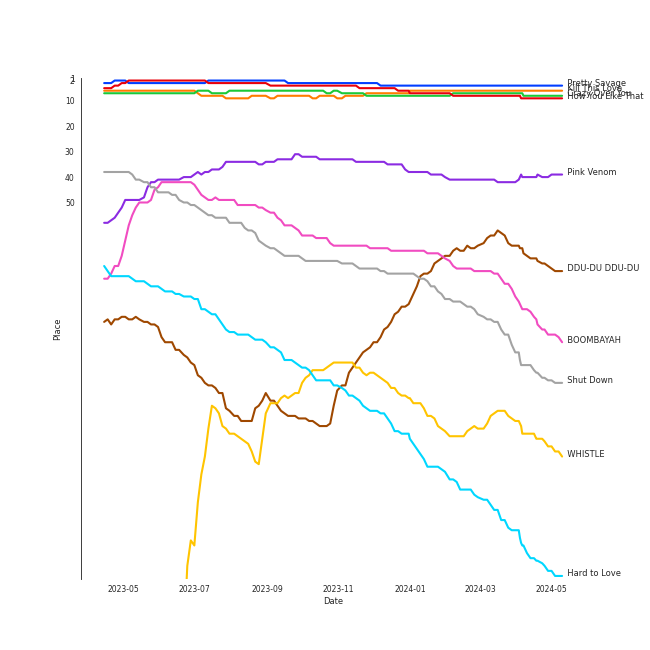 1
2
10
20
30
40
50
Place
Pretty Savage
Kill This Love
Crazy Over You
How You Like That
Pink Venom
DDU-DU DDU-DU
BOOMBAYAH
Shut Down
WHISTLE
Hard to Love
2023-05 2023-07 2023-09 2023-11 2024-01 2024-03 2024-05
Date